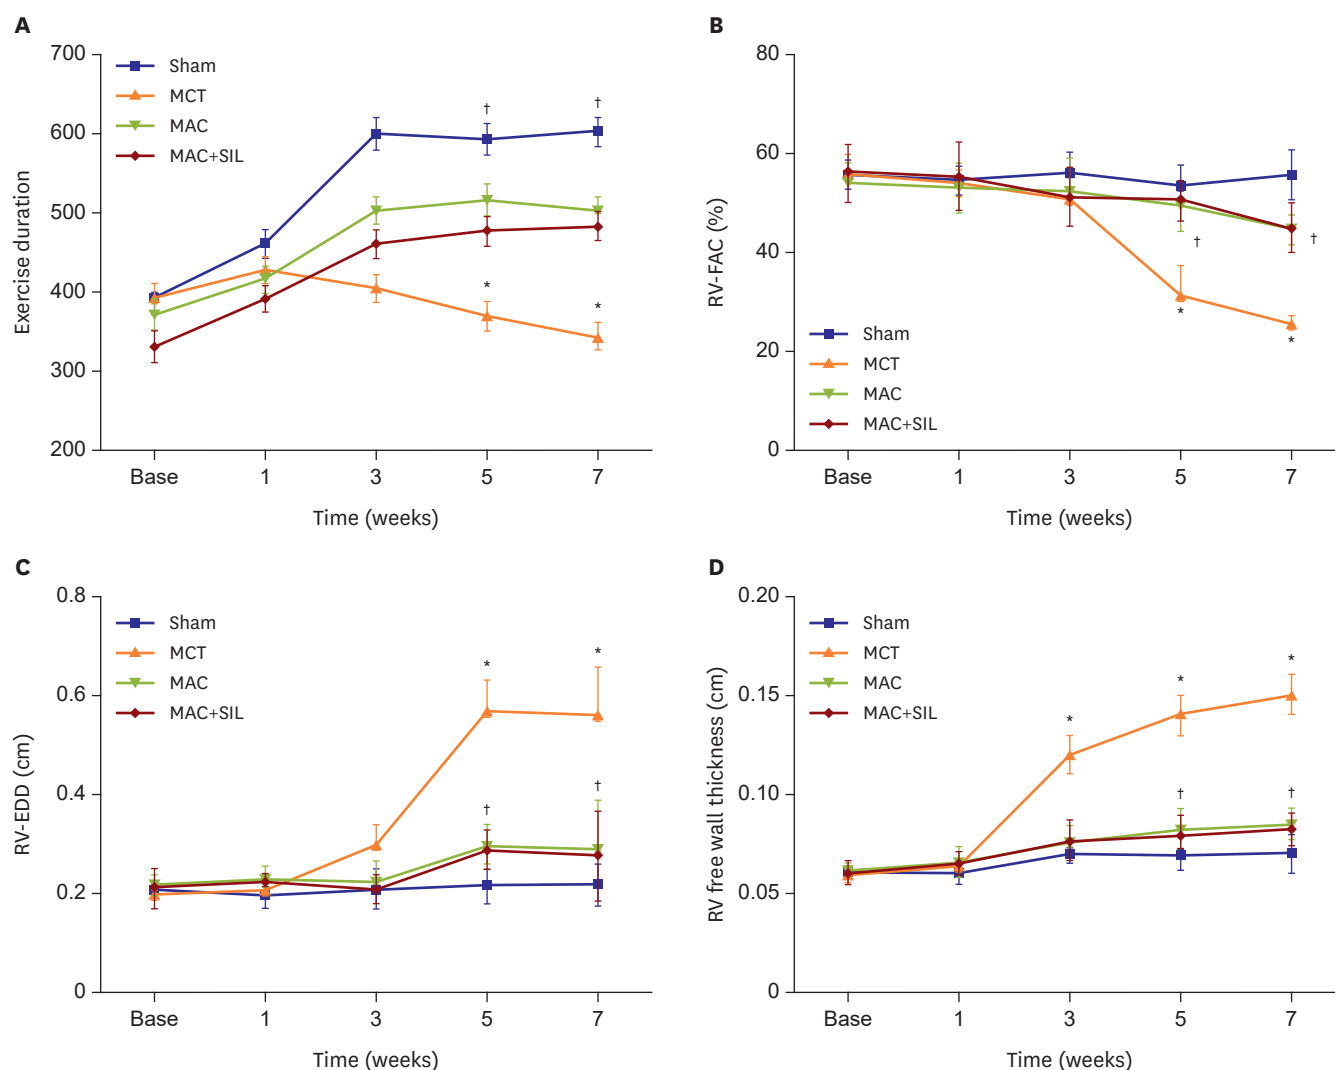 A
700
600
500
400
300
200
Exercise duration
Sham
MCT
MAC
MAC+SIL
† †
* *
Base 1 3 5 7
Time (weeks)
B
80
60
40
20
0
RV-FAC (%)
† †
* *
Sham
MCT
MAC
MAC+SIL
Base 1 3 5 7
Time (weeks)
C
0.8
0.6
0.4
0.2
0
RV-EDD (cm)
Sham
MCT
MAC
MAC+SIL
* *
† †
Base 1 3 5 7
Time (weeks)
D
0.20
0.15
0.10
0.05
0
RV free wall thickness (cm)
Sham
MCT
MAC
MAC+SIL
* * *
† †
Base 1 3 5 7
Time (weeks)